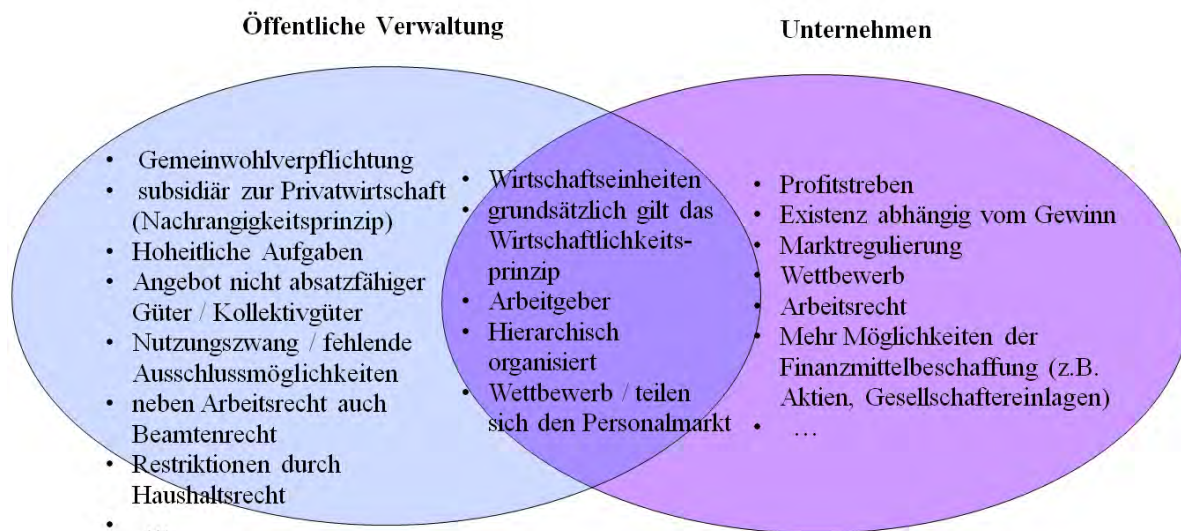 Öffentliche Verwaltung
Unternehmen
• Gemeinwohlverpflichtung
• subsidiär zur Privatwirtschaft
(Nachrangigkeitsprinzip)
• Hoheitliche Aufgaben
• Angebot nicht absatzfähiger
Güter / Kollektivgüter
• Nutzungszwang / fehlende
Ausschlussmöglichkeiten
• neben Arbeitsrecht auch
Beamtenrecht
• Restriktionen durch
Haushaltsrecht
•
• Wirtschaftseinheiten
• grundsätzlich gilt das
Wirtschaftlichkeits-
prinzip
• Arbeitgeber
• Hierarchisch
organisiert
• Wettbewerb / teilen
sich den Personalmarkt
• Profitstreben
• Existenz abhängig vom Gewinn
• Marktregulierung
• Wettbewerb
• Arbeitsrecht
• Mehr Möglichkeiten der
Finanzmittelbeschaffung (z.B.
Aktien, Gesellschaftereinlagen)
• …